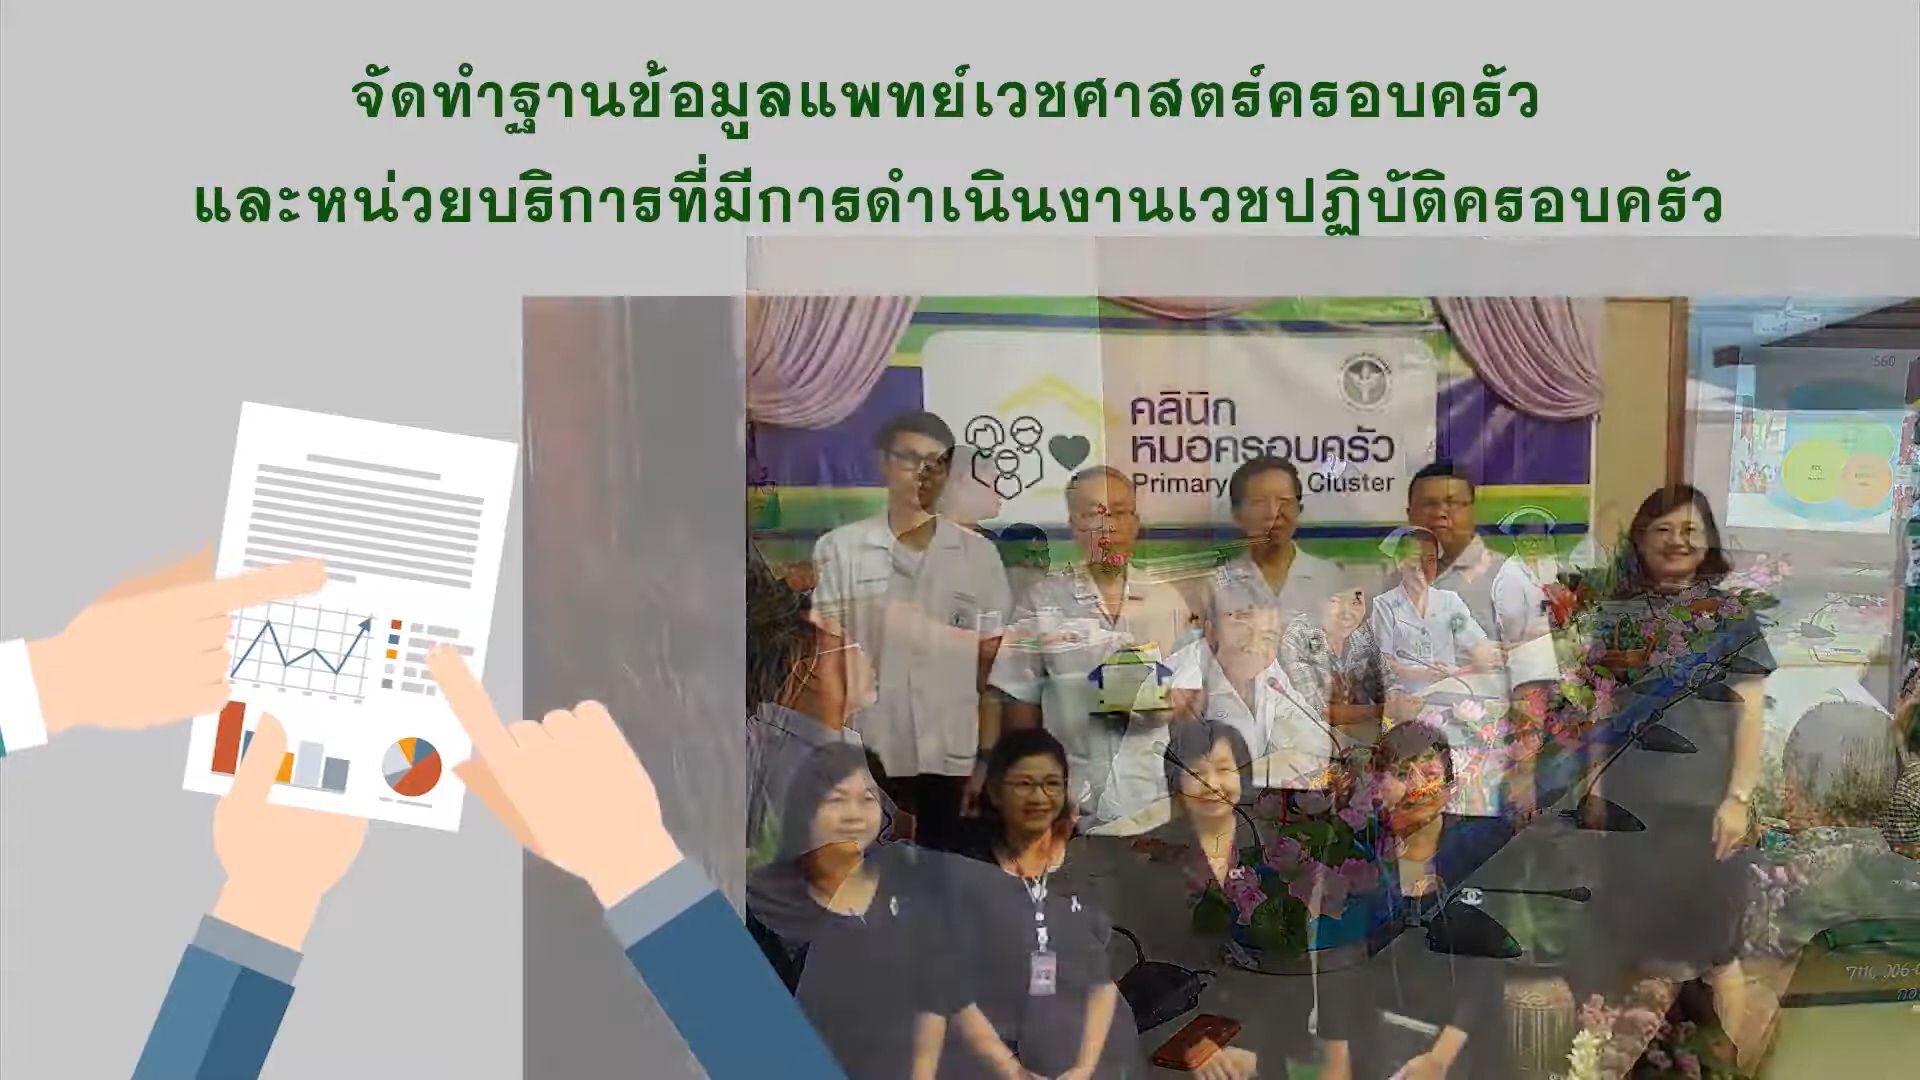 จัดทำฐานข้อมูลแพทย์เวชศาสตร์ครอบครัว
และหน่วยบริการที่มีการดำเนินงานเวชปฏิบัติครอบครัว
560
คลินิก
หมอครอบครัว
Primary Cluster